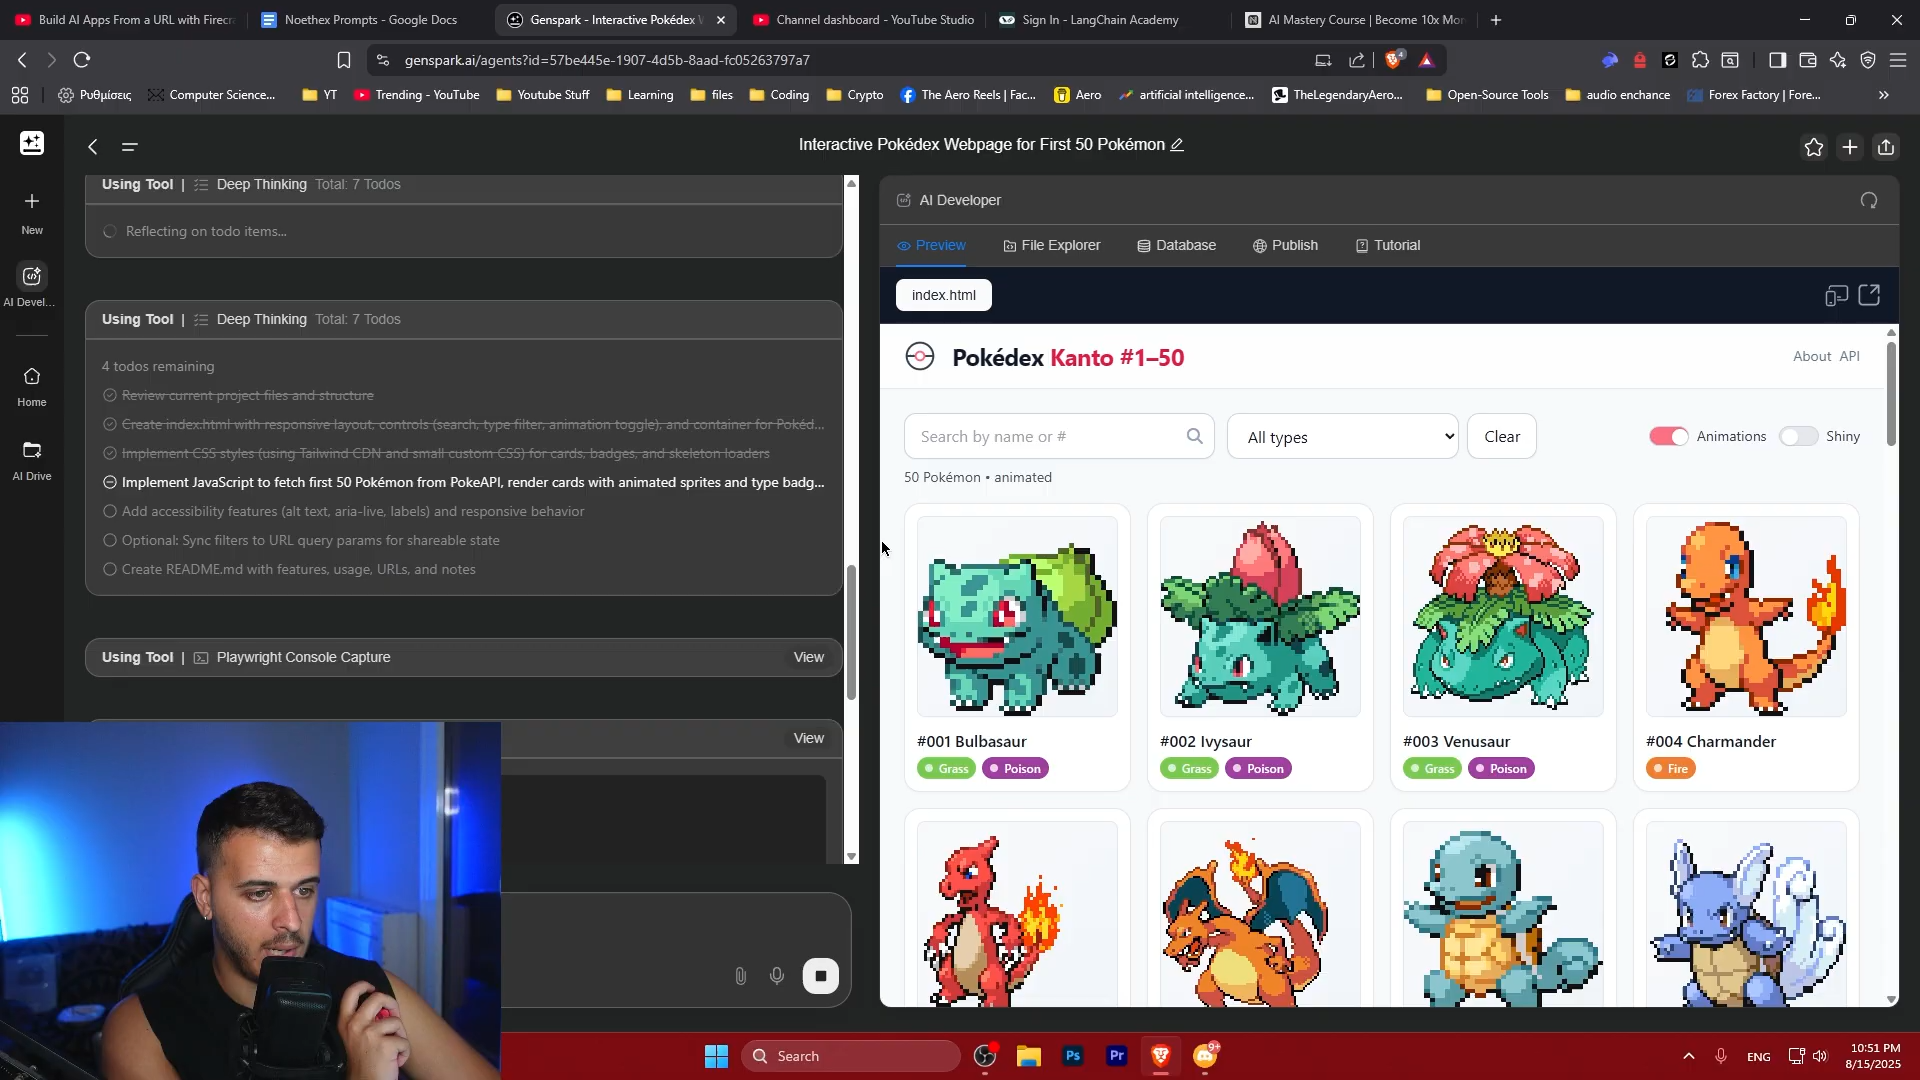 Build AI Apps From a URL with Firecr
Noethex Prompts - Google Docs
Genspark - Interactive Pokédex W
Channel dashboard - YouTube Studio
Sign In - LangChain Academy
AI Mastery Course | Become 10x Mor
genspark.ai/agents?id=57be445e-1907-4d5b-8aad-fc05263797a7
4
Ρυθμίσεις
Computer Science...
YT
Trending - YouTube
Youtube Stuff
Learning
files
Coding
Crypto
The Aero Reels | Fac...
Aero
artificial intelligence...
TheLegendaryAero...
Open-Source Tools
audio enchance
Forex Factory | Fore...
Interactive Pokédex Webpage for First 50 Pokémon
New
AI Devel...
Home
AI Drive
Using Tool | Deep Thinking Total: 7 Todos
Reflecting on todo items...
Using Tool | Deep Thinking Total: 7 Todos
4 todos remaining
Review current project files and structure
Create index.html with responsive layout, controls (search, type filter, animation toggle), and container for Pokéd...
Implement CSS styles (using Tailwind CDN and small custom CSS) for cards, badges, and skeleton loaders
Implement JavaScript to fetch first 50 Pokémon from PokeAPI, render cards with animated sprites and type badg...
Add accessibility features (alt text, aria-live, labels) and responsive behavior
Optional: Sync filters to URL query params for shareable state
Create README.md with features, usage, URLs, and notes
Using Tool | Playwright Console Capture View
View
AI Developer
Preview
File Explorer
Database
Publish
Tutorial
index.html
Pokédex Kanto #1–50
About API
Search by name or #
All types
Clear
Animations
Shiny
50 Pokémon • animated
#001 Bulbasaur
Grass Poison
#002 Ivysaur
Grass Poison
#003 Venusaur
Grass Poison
#004 Charmander
Fire
Search
Ps
Pr
9+
ENG
10:51 PM
8/15/2025